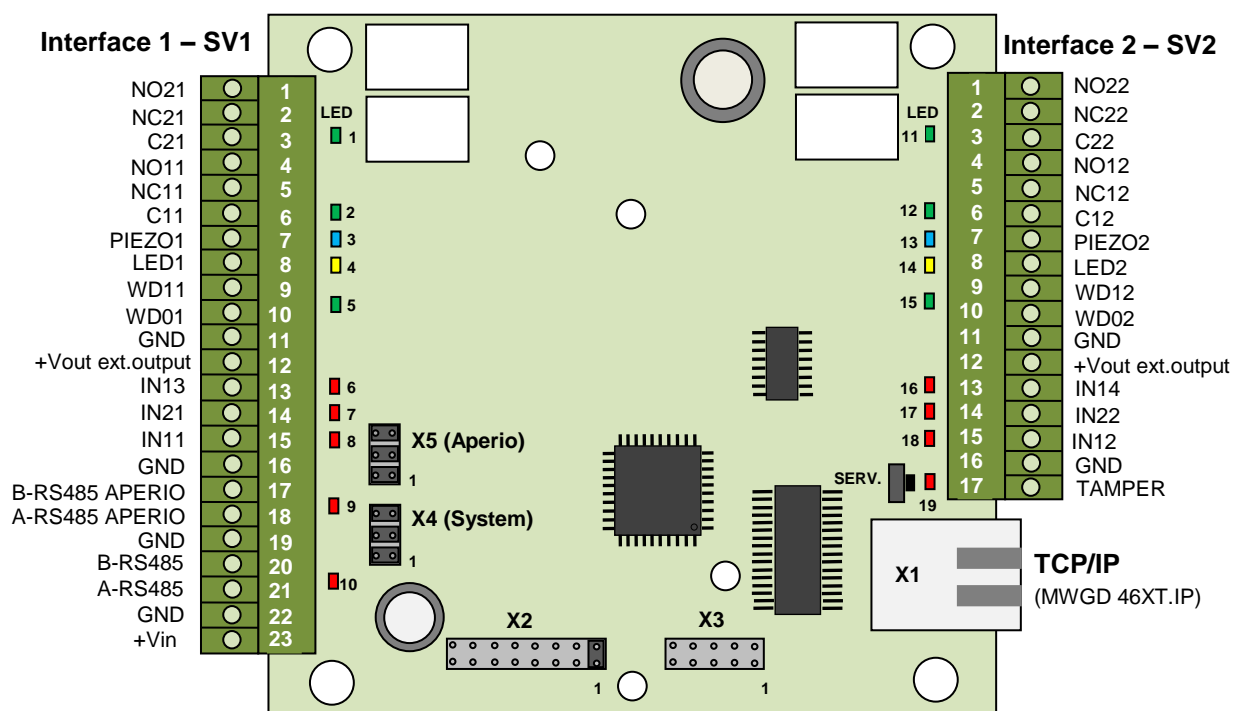 Interface 1 – SV1
NO21 1
NC21 2
C21 3
NO11 4
NC11 5
C11 6
PIEZO1 7
LED1 8
WD11 9
WD01 10
GND 11
+Vout ext.output 12
IN13 13
IN21 14
IN11 15
GND 16
B-RS485 APERIO 17
A-RS485 APERIO 18
GND 19
B-RS485 20
A-RS485 21
GND 22
+Vin 23
LED
1
2
3
4
5
6
7
8
9
10
X5 (Aperio)
1
X4 (System)
1
X2
1
X3
1
LED
11
12
13
14
15
16
17
18
SERV.
19
Interface 2 – SV2
1 NO22
2 NC22
3 C22
4 NO12
5 NC12
6 C12
7 PIEZO2
8 LED2
9 WD12
10 WD02
11 GND
12 +Vout ext.output
13 IN14
14 IN22
15 IN12
16 GND
17 TAMPER
X1
TCP/IP
(MWGD 46XT.IP)